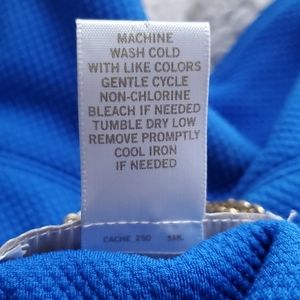 MACHINE
WASH COLD
WITH LIKE COLORS
GENTLE CYCLE
NON-CHLORINE
BLEACH IF NEEDED
TUMBLE DRY LOW
REMOVE PROMPTLY
COOL IRON
IF NEEDED
CACHE